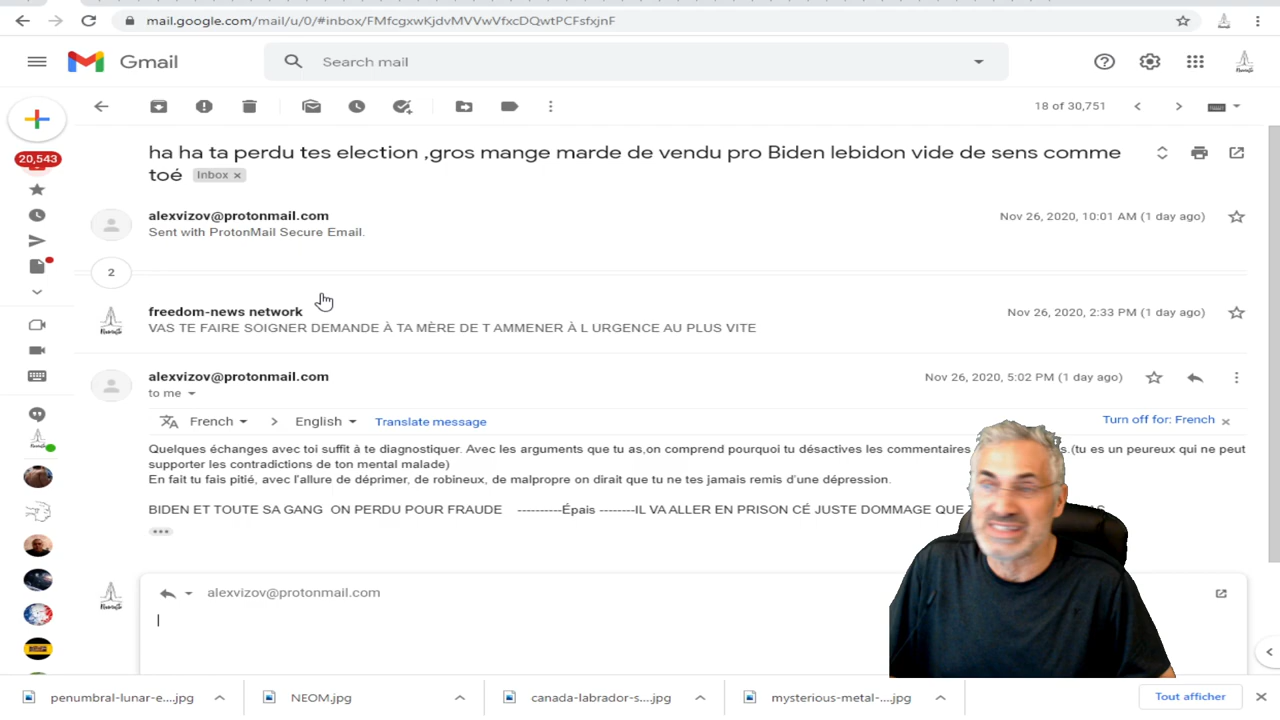 mail.google.com/mail/u/0/#inbox/FMfcgxwKjdvMVVwVfxcDQwtPCFsfxjnF
Gmail
Search mail
18 of 30,751
20,543
ha ha ta perdu tes election ,gros mange marde de vendu pro Biden lebidon vide de sens comme
toé Inbox x
alexvizov@protonmail.com
Nov 26, 2020, 10:01 AM (1 day ago)
Sent with ProtonMail Secure Email.
2
freedom-news network
Nov 26, 2020, 2:33 PM (1 day ago)
VAS TE FAIRE SOIGNER DEMANDE À TA MÈRE DE T AMMENER À L URGENCE AU PLUS VITE
alexvizov@protonmail.com
Nov 26, 2020, 5:02 PM (1 day ago)
to me
French > English Translate message
Turn off for: French x
Quelques échanges avec toi suffit à te diagnostiquer. Avec les arguments que tu as,on comprend pourquoi tu désactives les commentaires s.(tu es un peureux qui ne peut
supporter les contradictions de ton mental malade)
En fait tu fais pitié, avec l'allure de déprimer, de robineux, de malpropre on dirait que tu ne tes jamais remis d'une dépression.
BIDEN ET TOUTE SA GANG ON PERDU POUR FRAUDE ----------Épais --------IL VA ALLER EN PRISON CÉ JUSTE DOMMAGE QUE
alexvizov@protonmail.com
penumbral-lunar-e....jpg
NEOM.jpg
canada-labrador-s....jpg
mysterious-metal-....jpg
Tout afficher